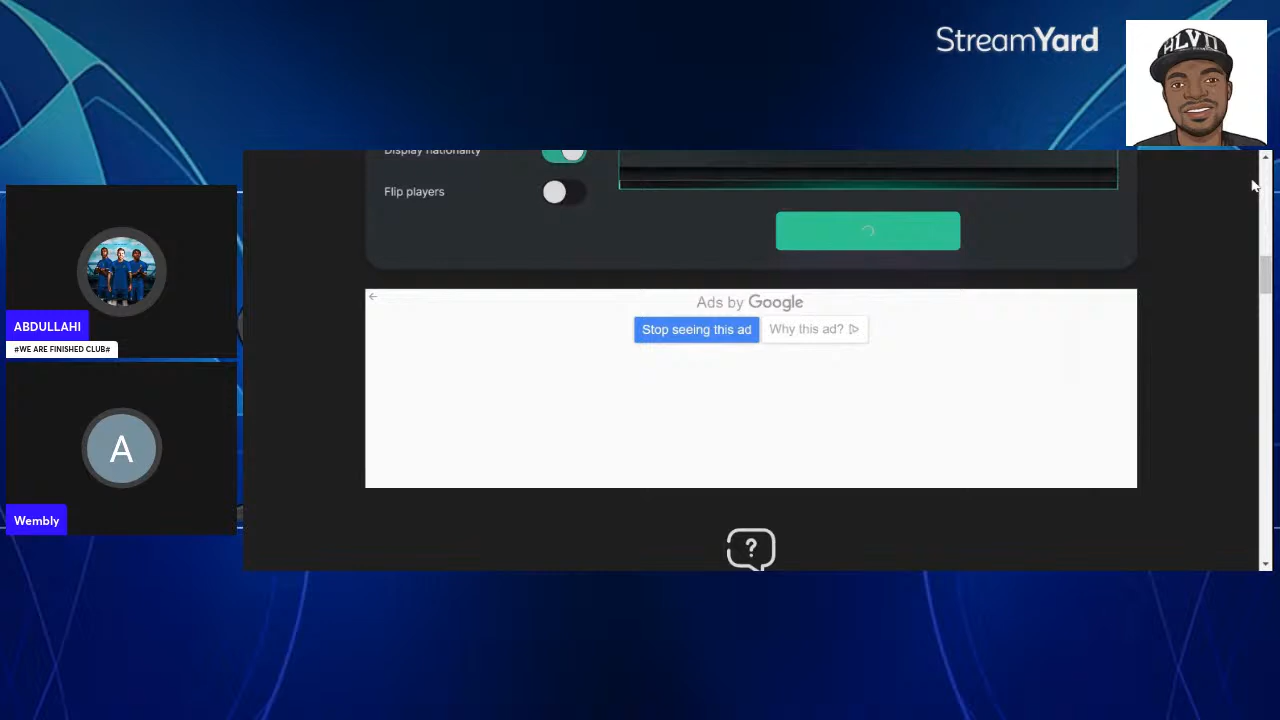 StreamYard
HLVD
Display nationality
Flip players
Ads by Google
Stop seeing this ad
Why this ad?
ABDULLAHI
#WE ARE FINISHED CLUB#
A
Wembly
?